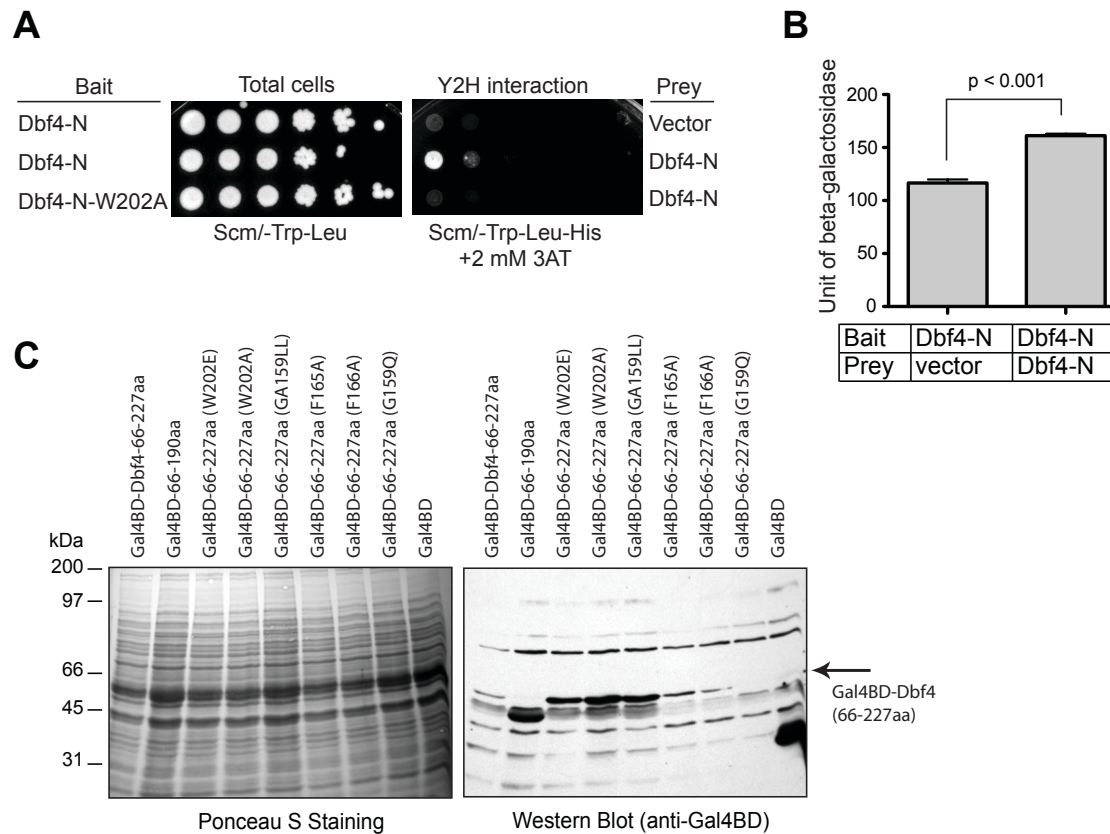 A
Bait
Total cells
Y2H interaction
Prey
Dbf4-N
Vector
Dbf4-N
Dbf4-N
Dbf4-N-W202A
Dbf4-N
Scm/-Trp-Leu
Scm/-Trp-Leu-His
+2 mM 3AT
B
p < 0.001
Unit of beta-galactosidase
200
150
100
50
0
Bait Dbf4-N Dbf4-N
Prey vector Dbf4-N
C
Gal4BD-Dbf4-66-227aa
Gal4BD-66-190aa
Gal4BD-66-227aa (W202E)
Gal4BD-66-227aa (W202A)
Gal4BD-66-227aa (GA159LL)
Gal4BD-66-227aa (F165A)
Gal4BD-66-227aa (F166A)
Gal4BD-66-227aa (G159Q)
Gal4BD
Gal4BD-Dbf4-66-227aa
Gal4BD-66-190aa
Gal4BD-66-227aa (W202E)
Gal4BD-66-227aa (W202A)
Gal4BD-66-227aa (GA159LL)
Gal4BD-66-227aa (F165A)
Gal4BD-66-227aa (F166A)
Gal4BD-66-227aa (G159Q)
Gal4BD
kDa
200
97
66
45
31
Gal4BD-Dbf4
(66-227aa)
Ponceau S Staining
Western Blot (anti-Gal4BD)